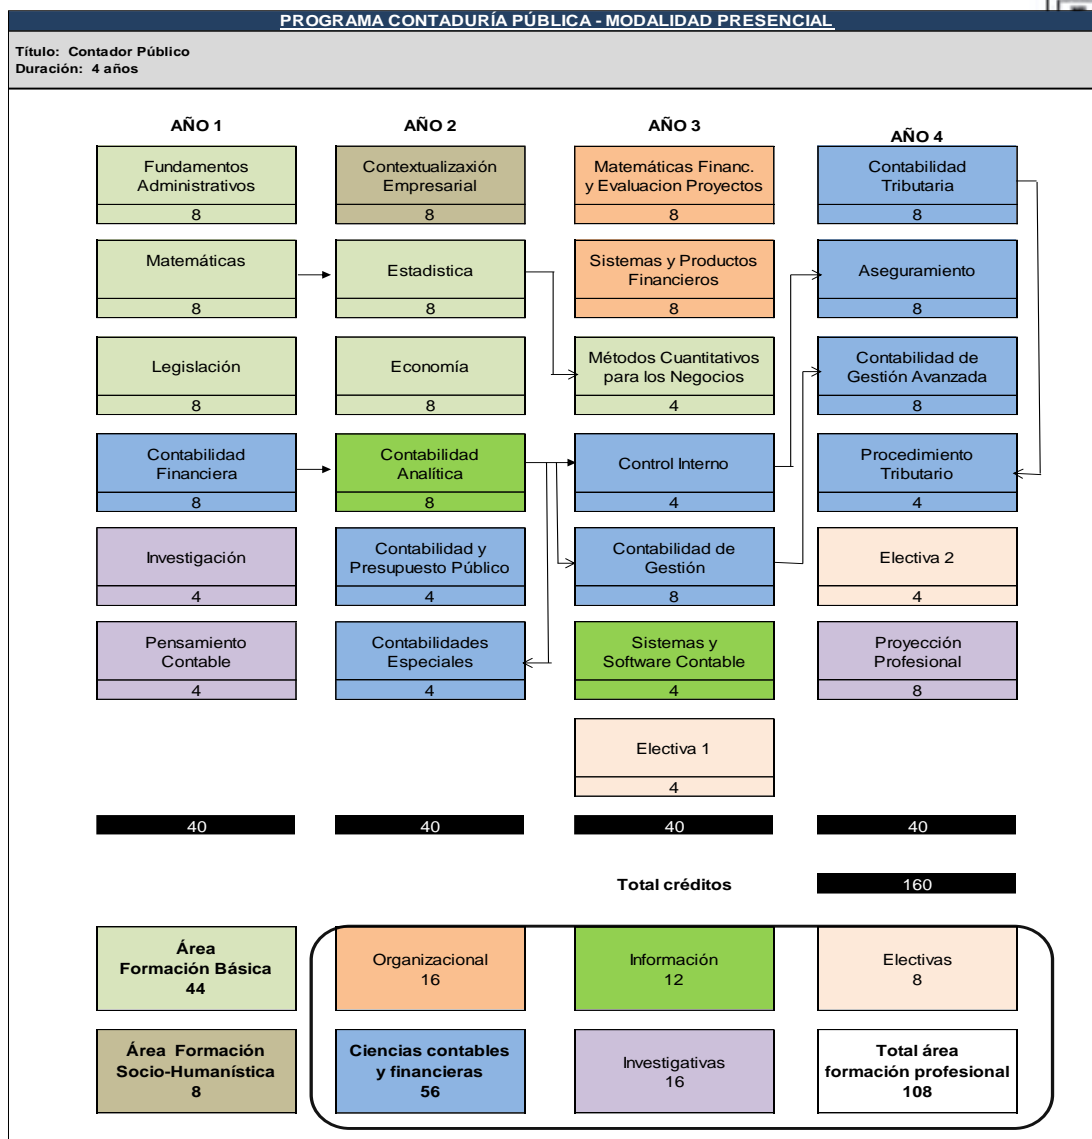 PROGRAMA CONTADURÍA PÚBLICA - MODALIDAD PRESENCIAL
Título: Contador Público
Duración: 4 años
AÑO 1
Fundamentos
Administrativos
8
Matemáticas
8
Legislación
8
Contabilidad
Financiera
8
Investigación
4
Pensamiento
Contable
4
40
AÑO 2
Contextualizaxión
Empresarial
8
Estadistica
8
Economía
8
Contabilidad
Analítica
8
Contabilidad y
Presupuesto Público
4
Contabilidades
Especiales
4
40
AÑO 3
Matemáticas Financ.
y Evaluacion Proyectos
8
Sistemas y Productos
Financieros
8
Métodos Cuantitativos
para los Negocios
4
Control Interno
4
Contabilidad de
Gestión
8
Sistemas y
Software Contable
4
Electiva 1
4
40
AÑO 4
Contabilidad
Tributaria
8
Aseguramiento
8
Contabilidad de
Gestión Avanzada
8
Procedimiento
Tributario
4
Electiva 2
4
Proyección
Profesional
8
40
Total créditos
160
Área
Formación Básica
44
Organizacional
16
Información
12
Electivas
8
Área Formación
Socio-Humanística
8
Ciencias contables
y financieras
56
Investigativas
16
Total área
formación profesional
108